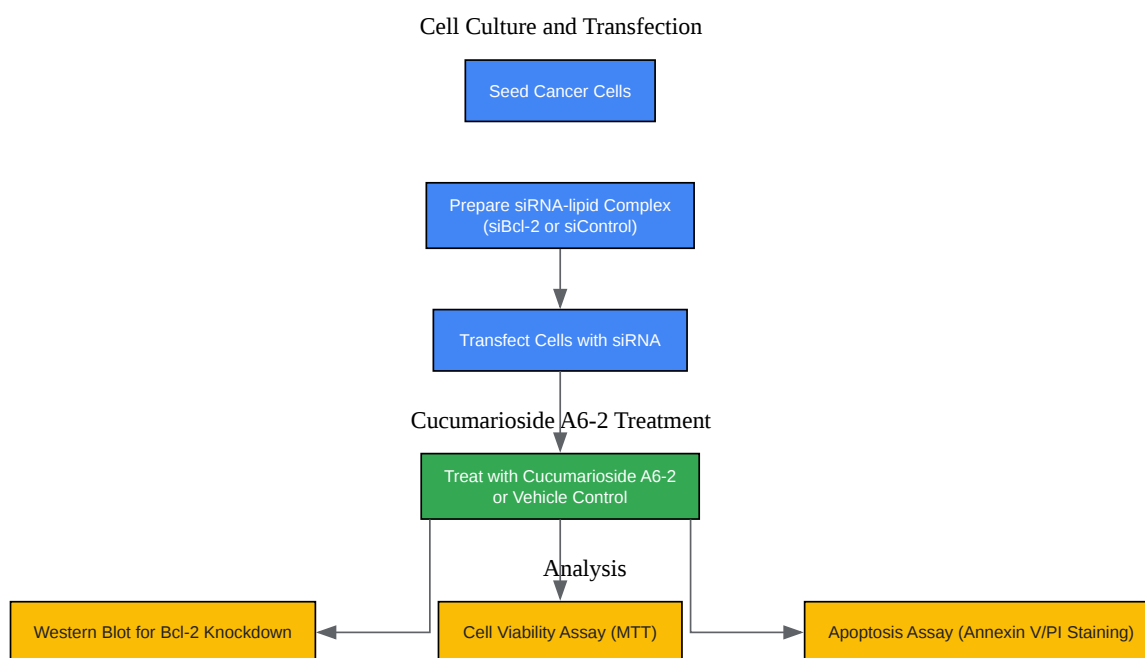 Cell Culture and Transfection
Seed Cancer Cells
Prepare siRNA-lipid Complex
(siBcl-2 or siControl)
Transfect Cells with siRNA
Cucumarioside A6-2 Treatment
Treat with Cucumarioside A6-2
or Vehicle Control
Analysis
Western Blot for Bcl-2 Knockdown
Cell Viability Assay (MTT)
Apoptosis Assay (Annexin V/PI Staining)